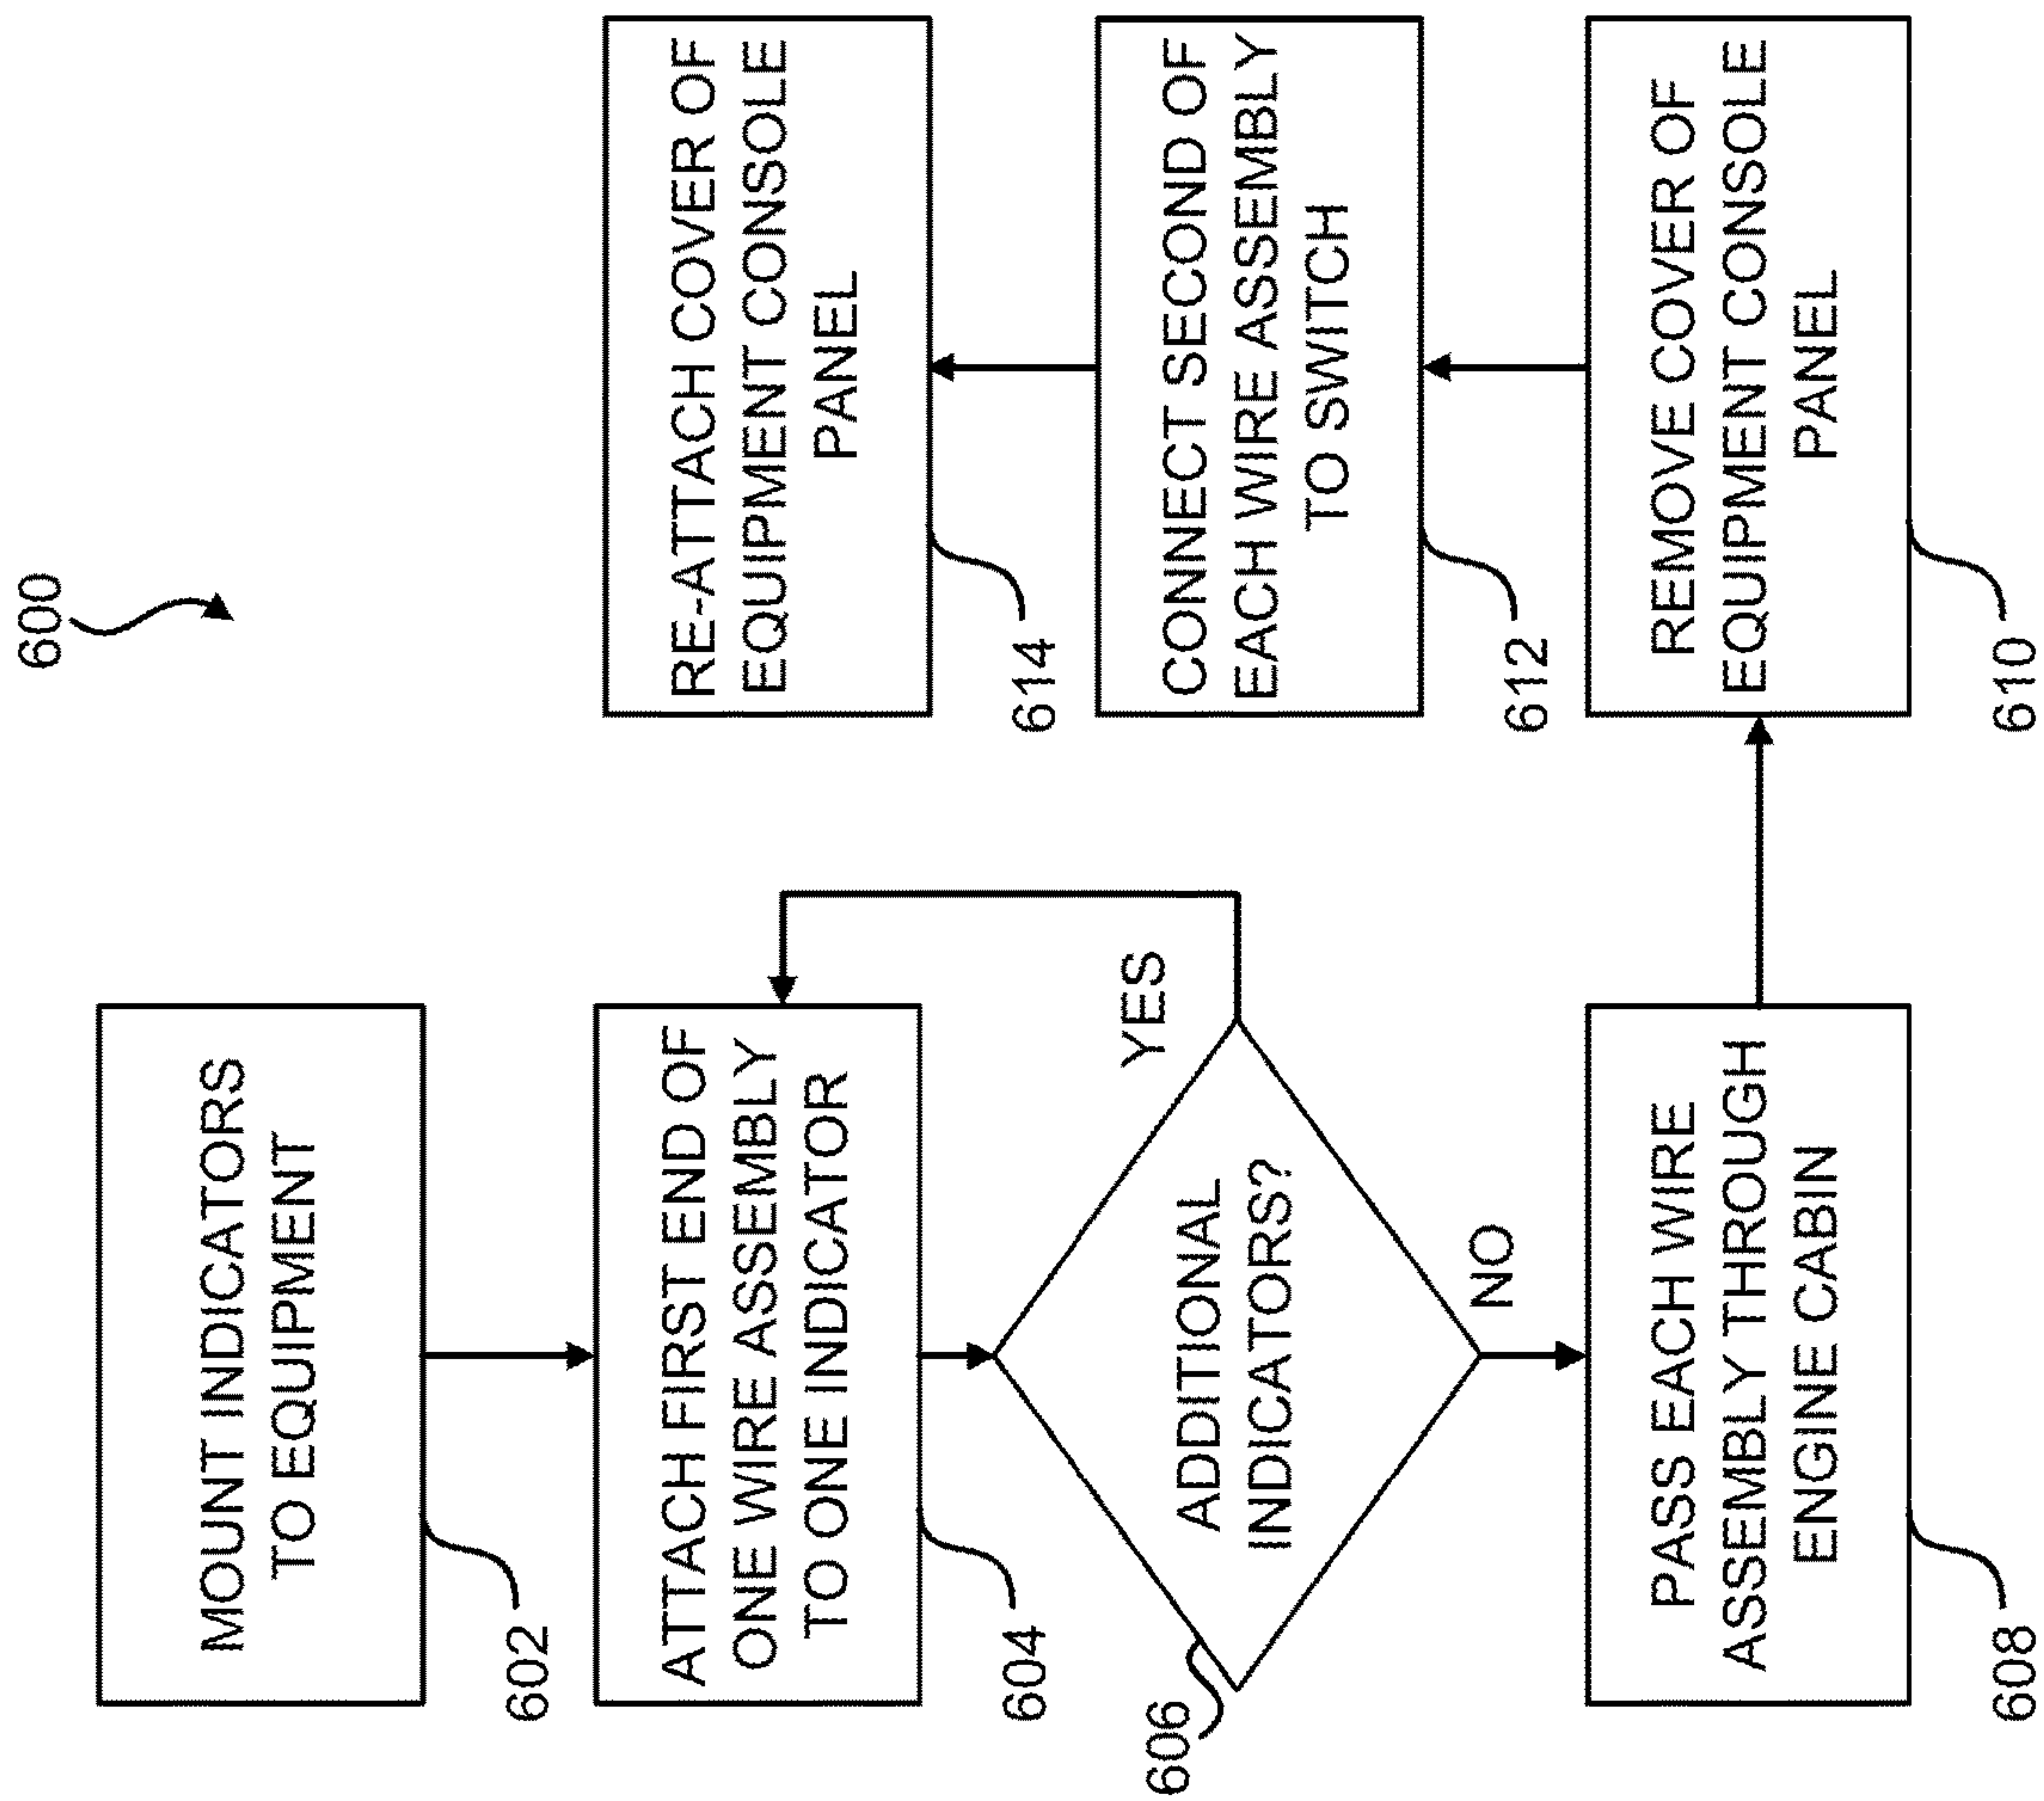 600
MOUNT INDICATORS
TO EQUIPMENT
602
ATTACH FIRST END OF
ONE WIRE ASSEMBLY
TO ONE INDICATOR
604
ADDITIONAL
INDICATORS?
606
YES
NO
PASS EACH WIRE
ASSEMBLY THROUGH
ENGINE CABIN
608
REMOVE COVER OF
EQUIPMENT CONSOLE
PANEL
610
CONNECT SECOND OF
EACH WIRE ASSEMBLY
TO SWITCH
612
RE-ATTACH COVER OF
EQUIPMENT CONSOLE
PANEL
614